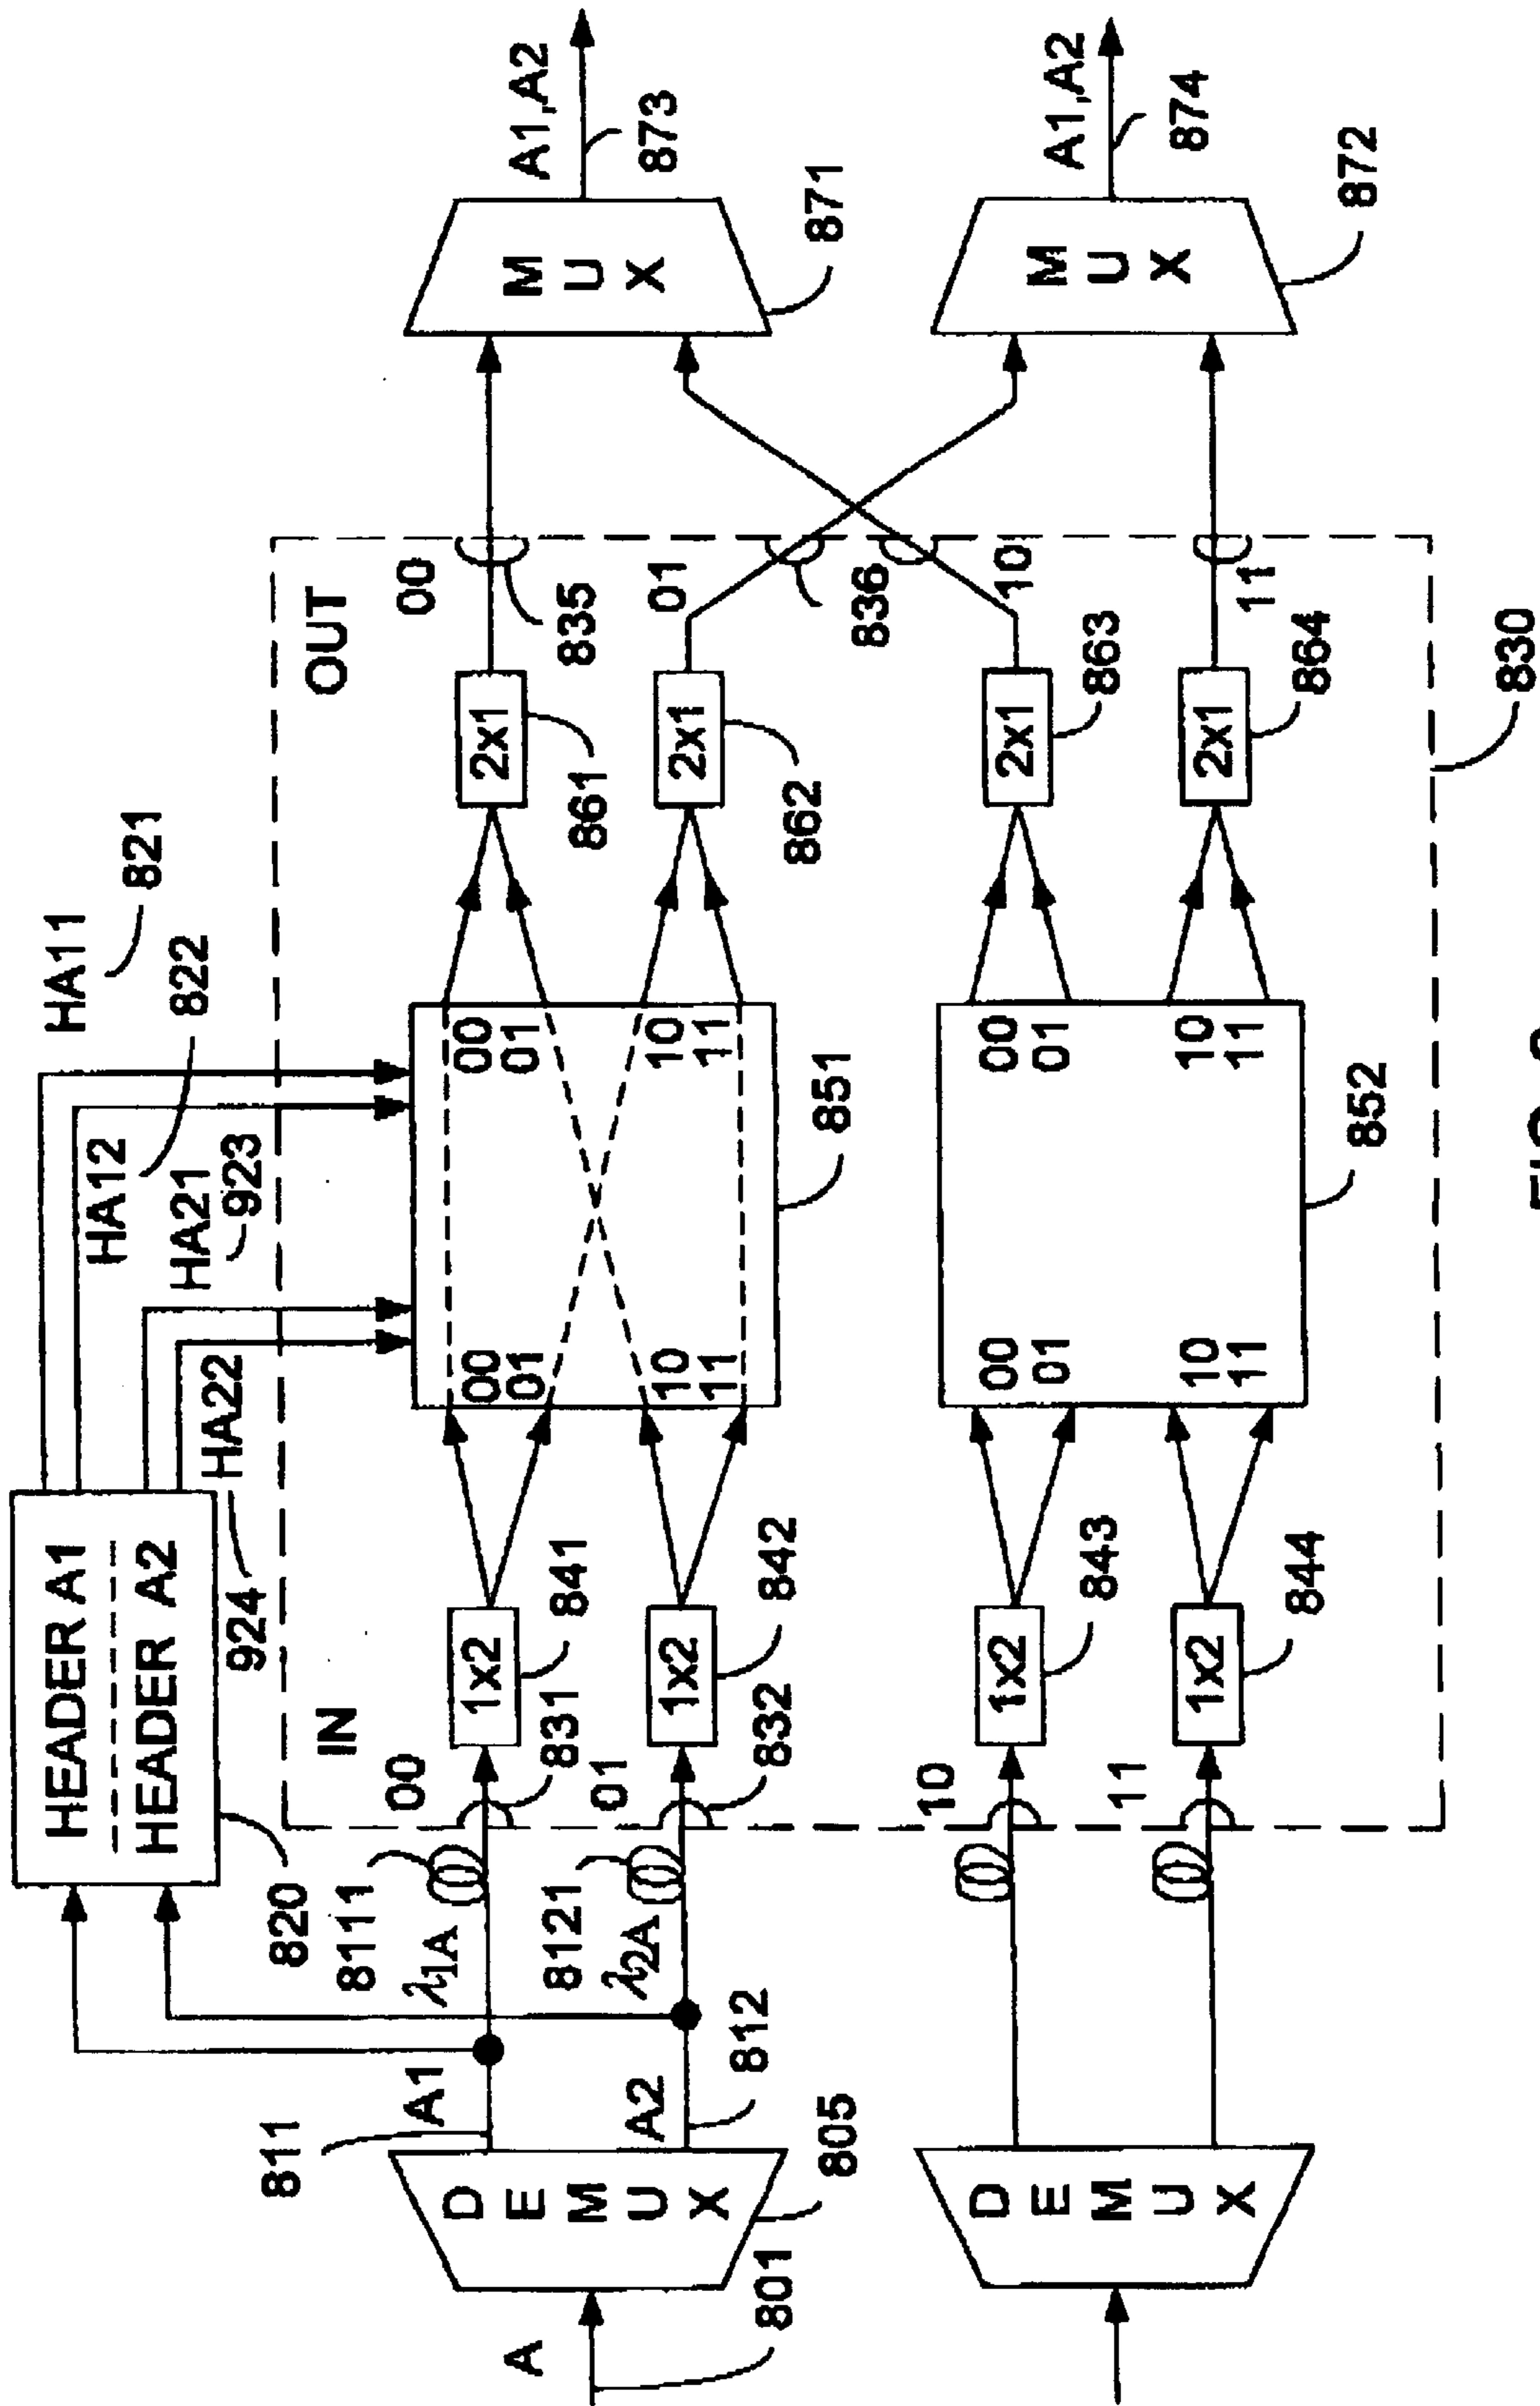 HEADER A1
HEADER A2
820
HA11
821
HA12
822
HA21
923
HA22
924
IN
OUT
A
801
D
E
M
U
X
805
811
A1
A2
812
8111
λ1A
8121
λ2A
00
831
01
832
1x2
841
1x2
842
00
01
10
11
00
01
10
11
851
2x1
861
2x1
862
00
835
01
836
M
U
X
871
A1,A2
873
D
E
M
U
X
10
11
1x2
843
1x2
844
00
01
10
11
00
01
10
11
852
2x1
863
2x1
864
10
11
830
M
U
X
872
A1,A2
874